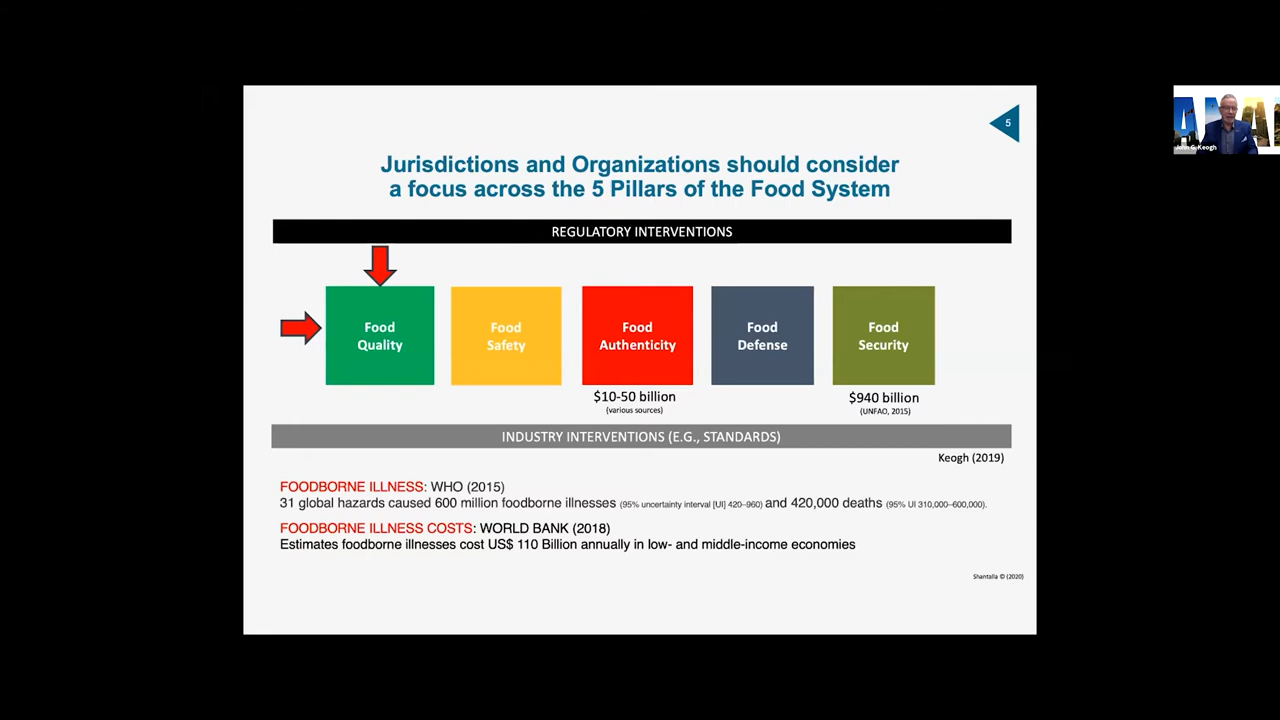 5
Jurisdictions and Organizations should consider
a focus across the 5 Pillars of the Food System
REGULATORY INTERVENTIONS
Food
Quality
Food
Safety
Food
Authenticity
Food
Defense
Food
Security
$10-50 billion
(various sources)
$940 billion
(UNFAO, 2015)
INDUSTRY INTERVENTIONS (E.G., STANDARDS)
Keogh (2019)
FOODBORNE ILLNESS: WHO (2015)
31 global hazards caused 600 million foodborne illnesses (95% uncertainty interval [UI] 420–960) and 420,000 deaths (95% UI 310,000–600,000).
FOODBORNE ILLNESS COSTS: WORLD BANK (2018)
Estimates foodborne illnesses cost US$ 110 Billion annually in low- and middle-income economies
Shantalla © (2020)
John G. Keogh